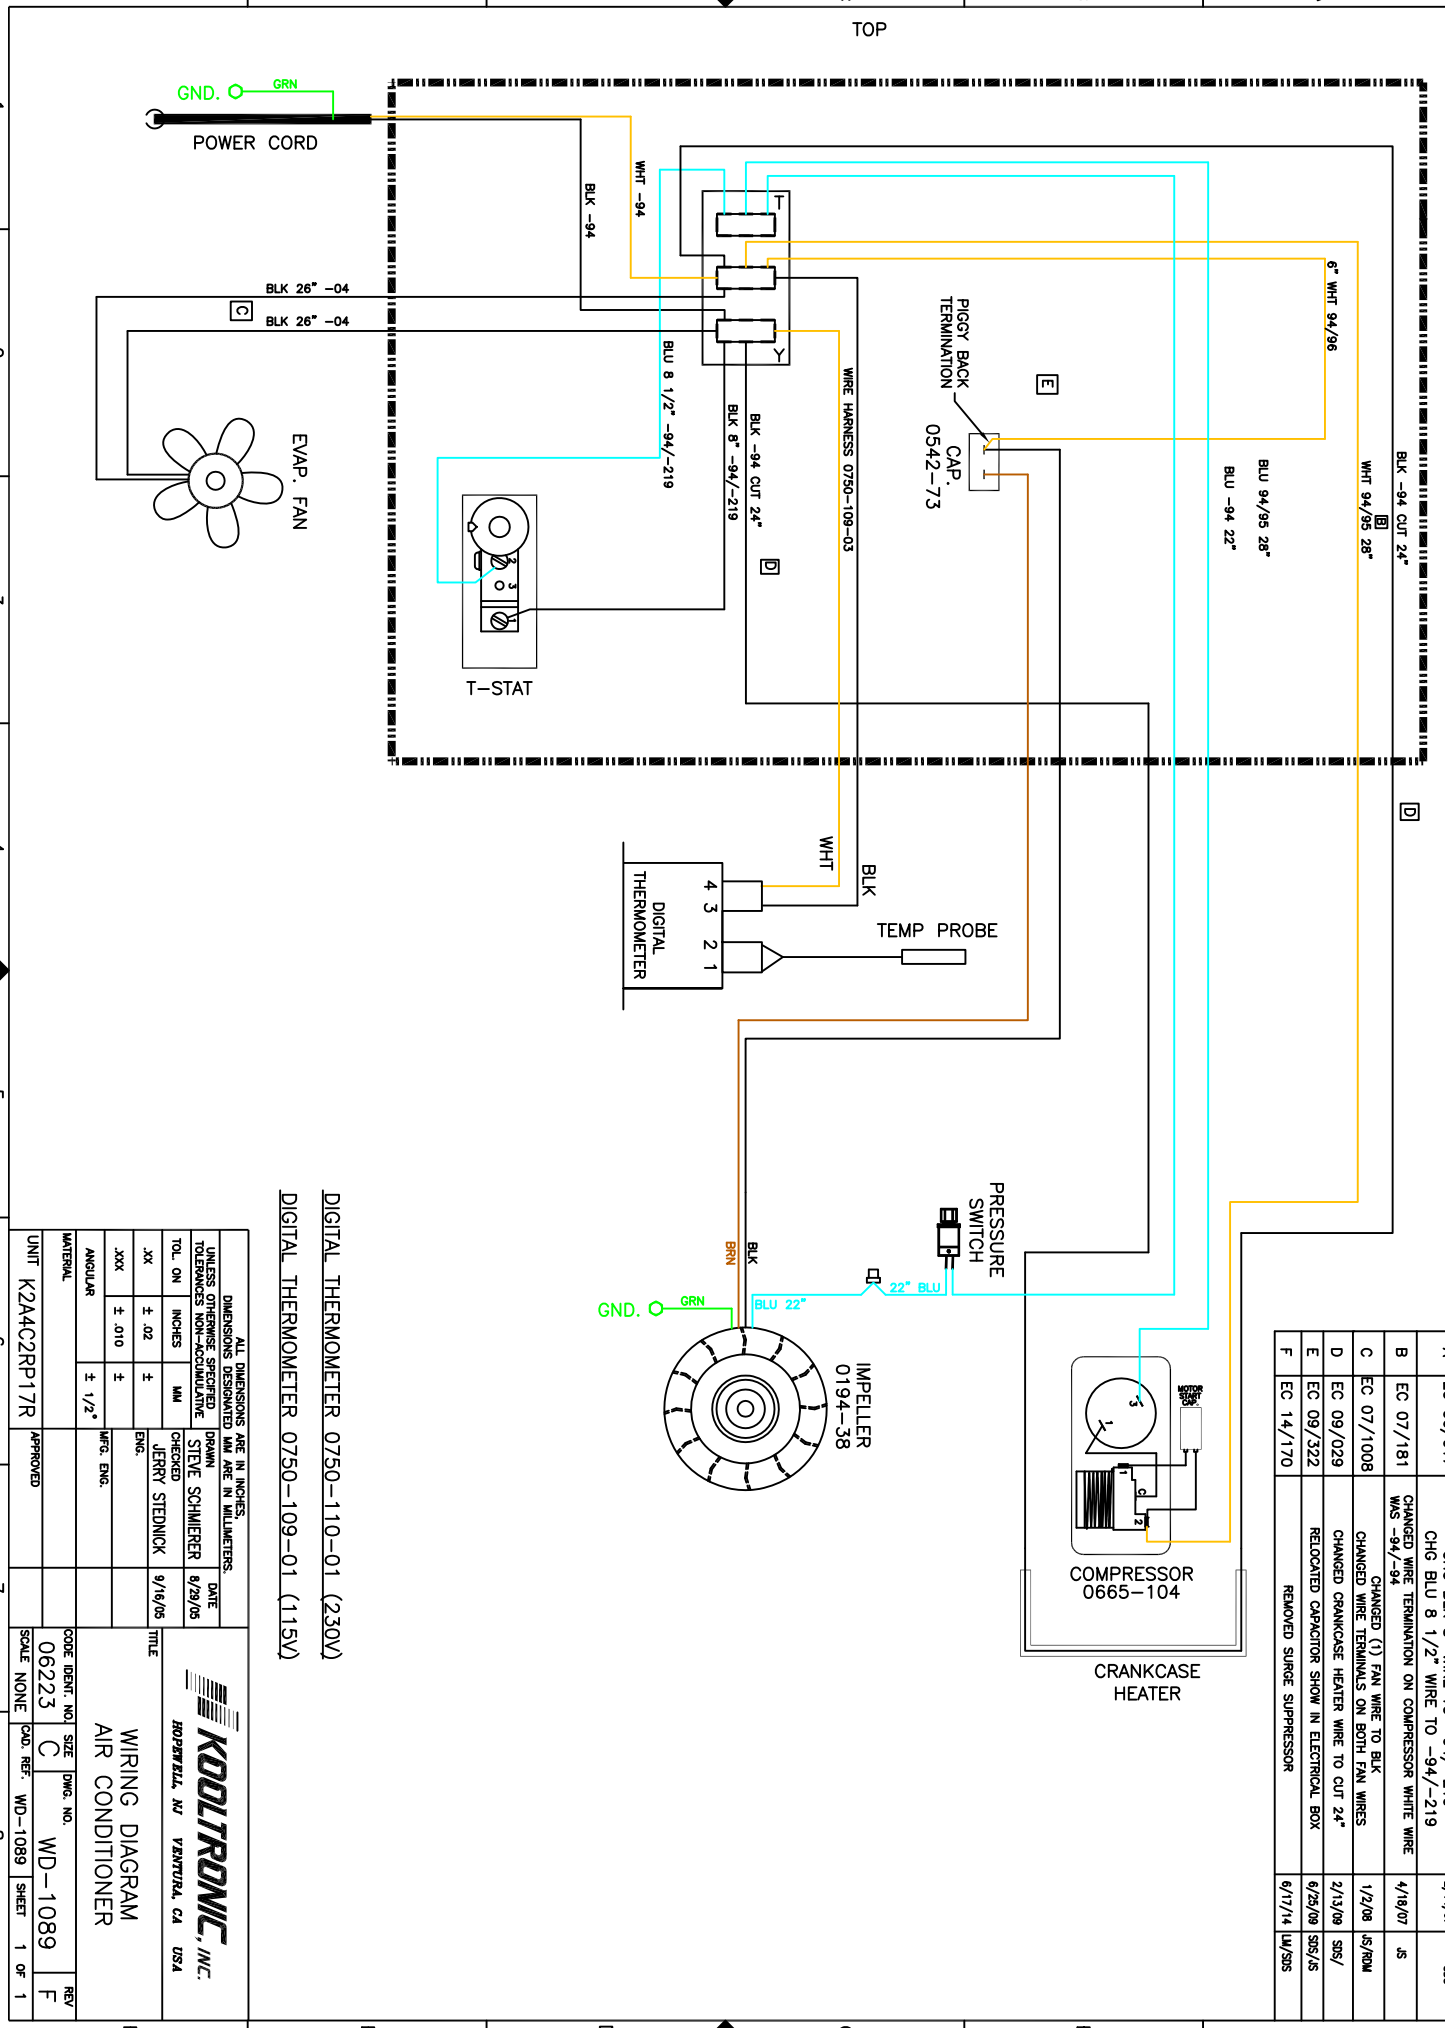 TOP
GND.
GRN
POWER CORD
BLK -94
WHT -94
BLK 26" -04
C
BLK 26" -04
EVAP. FAN
T
Y
BLU 8 1/2" -94/-219
BLK 8" -94/-219
BLK -94 CUT 24"
D
WIRE HARNESS 0750-109-03
PIGGY BACK
TERMINATION
CAP.
0542-73
E
6" WHT 94/96
BLK -94 CUT 24"
B
WHT 94/95 28"
BLU 94/95 28"
BLU -94 22"
2
3
1
T-STAT
D
WHT
BLK
4
3
2
1
DIGITAL
THERMOMETER
TEMP PROBE
PRESSURE
SWITCH
22" BLU
BLU 22"
BLK
BRN
GND.
GRN
IMPELLER
0194-38
MOTOR
START
CAP.
3
1
1
C
2
COMPRESSOR
0665-104
CRANKCASE
HEATER
DIGITAL THERMOMETER 0750-110-01 (230V)
DIGITAL THERMOMETER 0750-109-01 (115V)
CHG BLU 8 1/2" WIRE TO -94/-219
B EC 07/181 CHANGED WIRE TERMINATION ON COMPRESSOR WHITE WIRE
WAS -94/-94 4/18/07 JS
C EC 07/1008 CHANGED (1) FAN WIRE TO BLK
CHANGED WIRE TERMINALS ON BOTH FAN WIRES 1/2/08 JS/RDM
D EC 09/029 CHANGED CRANKCASE HEATER WIRE TO CUT 24" 2/13/09 SDS/
E EC 09/322 RELOCATED CAPACITOR SHOW IN ELECTRICAL BOX 6/25/09 SDS/JS
F EC 14/170 REMOVED SURGE SUPPRESSOR 6/17/14 LM/SDS
ALL DIMENSIONS ARE IN INCHES,
DIMENSIONS DESIGNATED MM ARE IN MILLIMETERS.
UNLESS OTHERWISE SPECIFIED
TOLERANCES NON-ACCUMULATIVE
TOL. ON INCHES MM
.XX ± .02 ±
.XXX ± .010 ±
ANGULAR ± 1/2°
MATERIAL
UNIT K2A4C2RP17R
DRAWN
STEVE SCHMIERER
DATE
8/29/05
CHECKED
JERRY STEDNICK
9/16/05
ENG.
MFG. ENG.
APPROVED
KOOLTRONIC, INC.
HOPEWELL, NJ VENTURA, CA USA
TITLE
WIRING DIAGRAM
AIR CONDITIONER
CODE IDENT. NO.
06223
SIZE
C
DWG. NO.
WD-1089
REV
F
SCALE NONE
CAD. REF. WD-1089
SHEET 1 OF 1